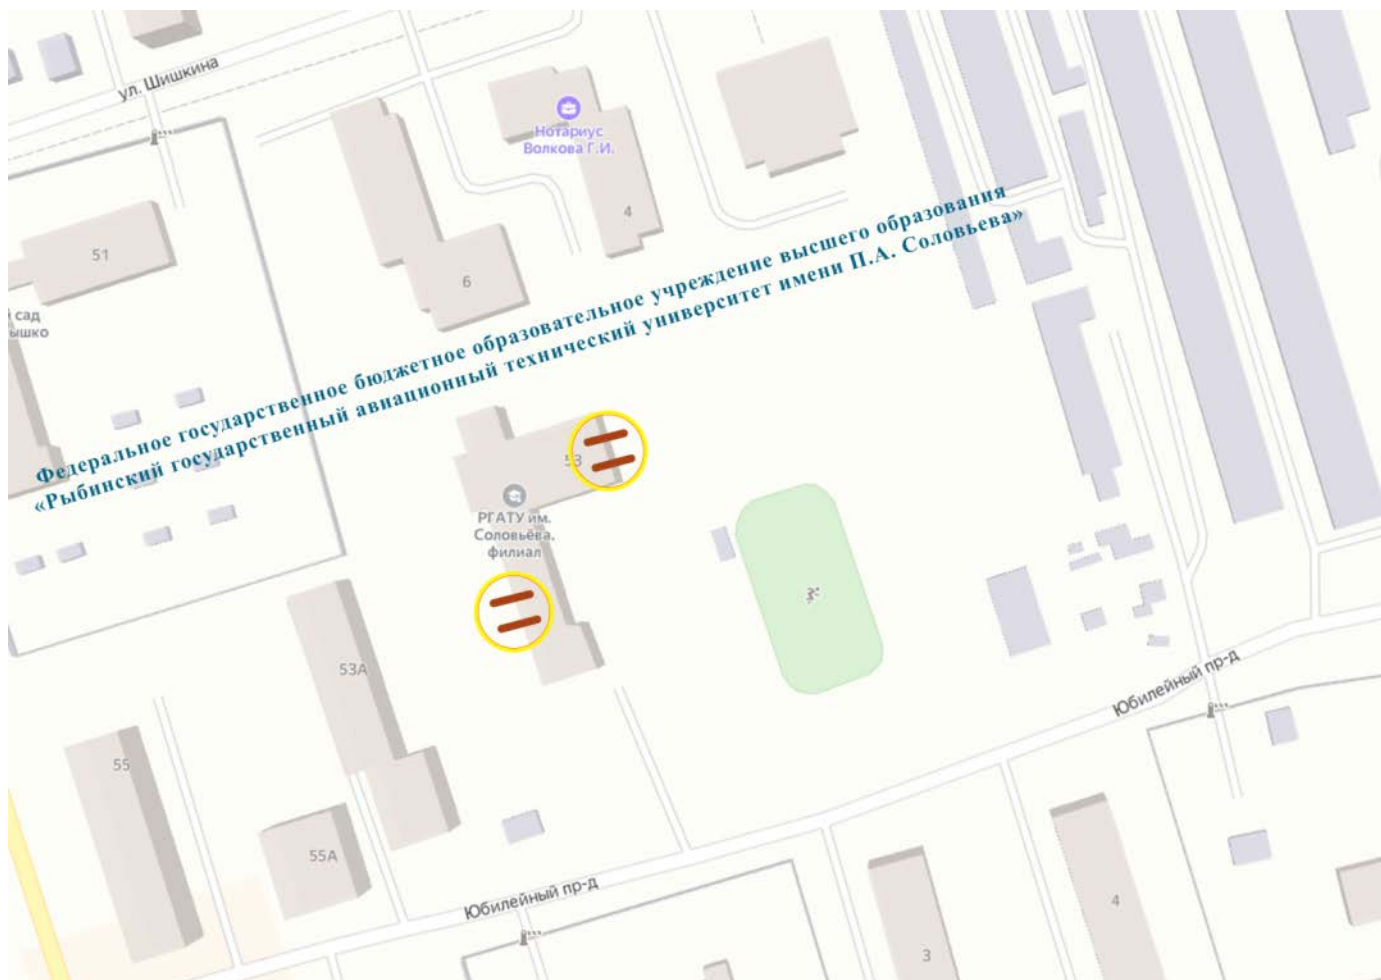 ул. Шишкина
Нотариус
Волкова Г.И.
4
51
6
сад
ышко
Федеральное государственное бюджетное образовательное учреждение высшего образования
«Рыбинский государственный авиационный технический университет имени П.А. Соловьева»
53
РГАТУ им.
Соловьёва,
филиал
53А
55
55А
Юбилейный пр-д
Юбилейный пр-д
4
3